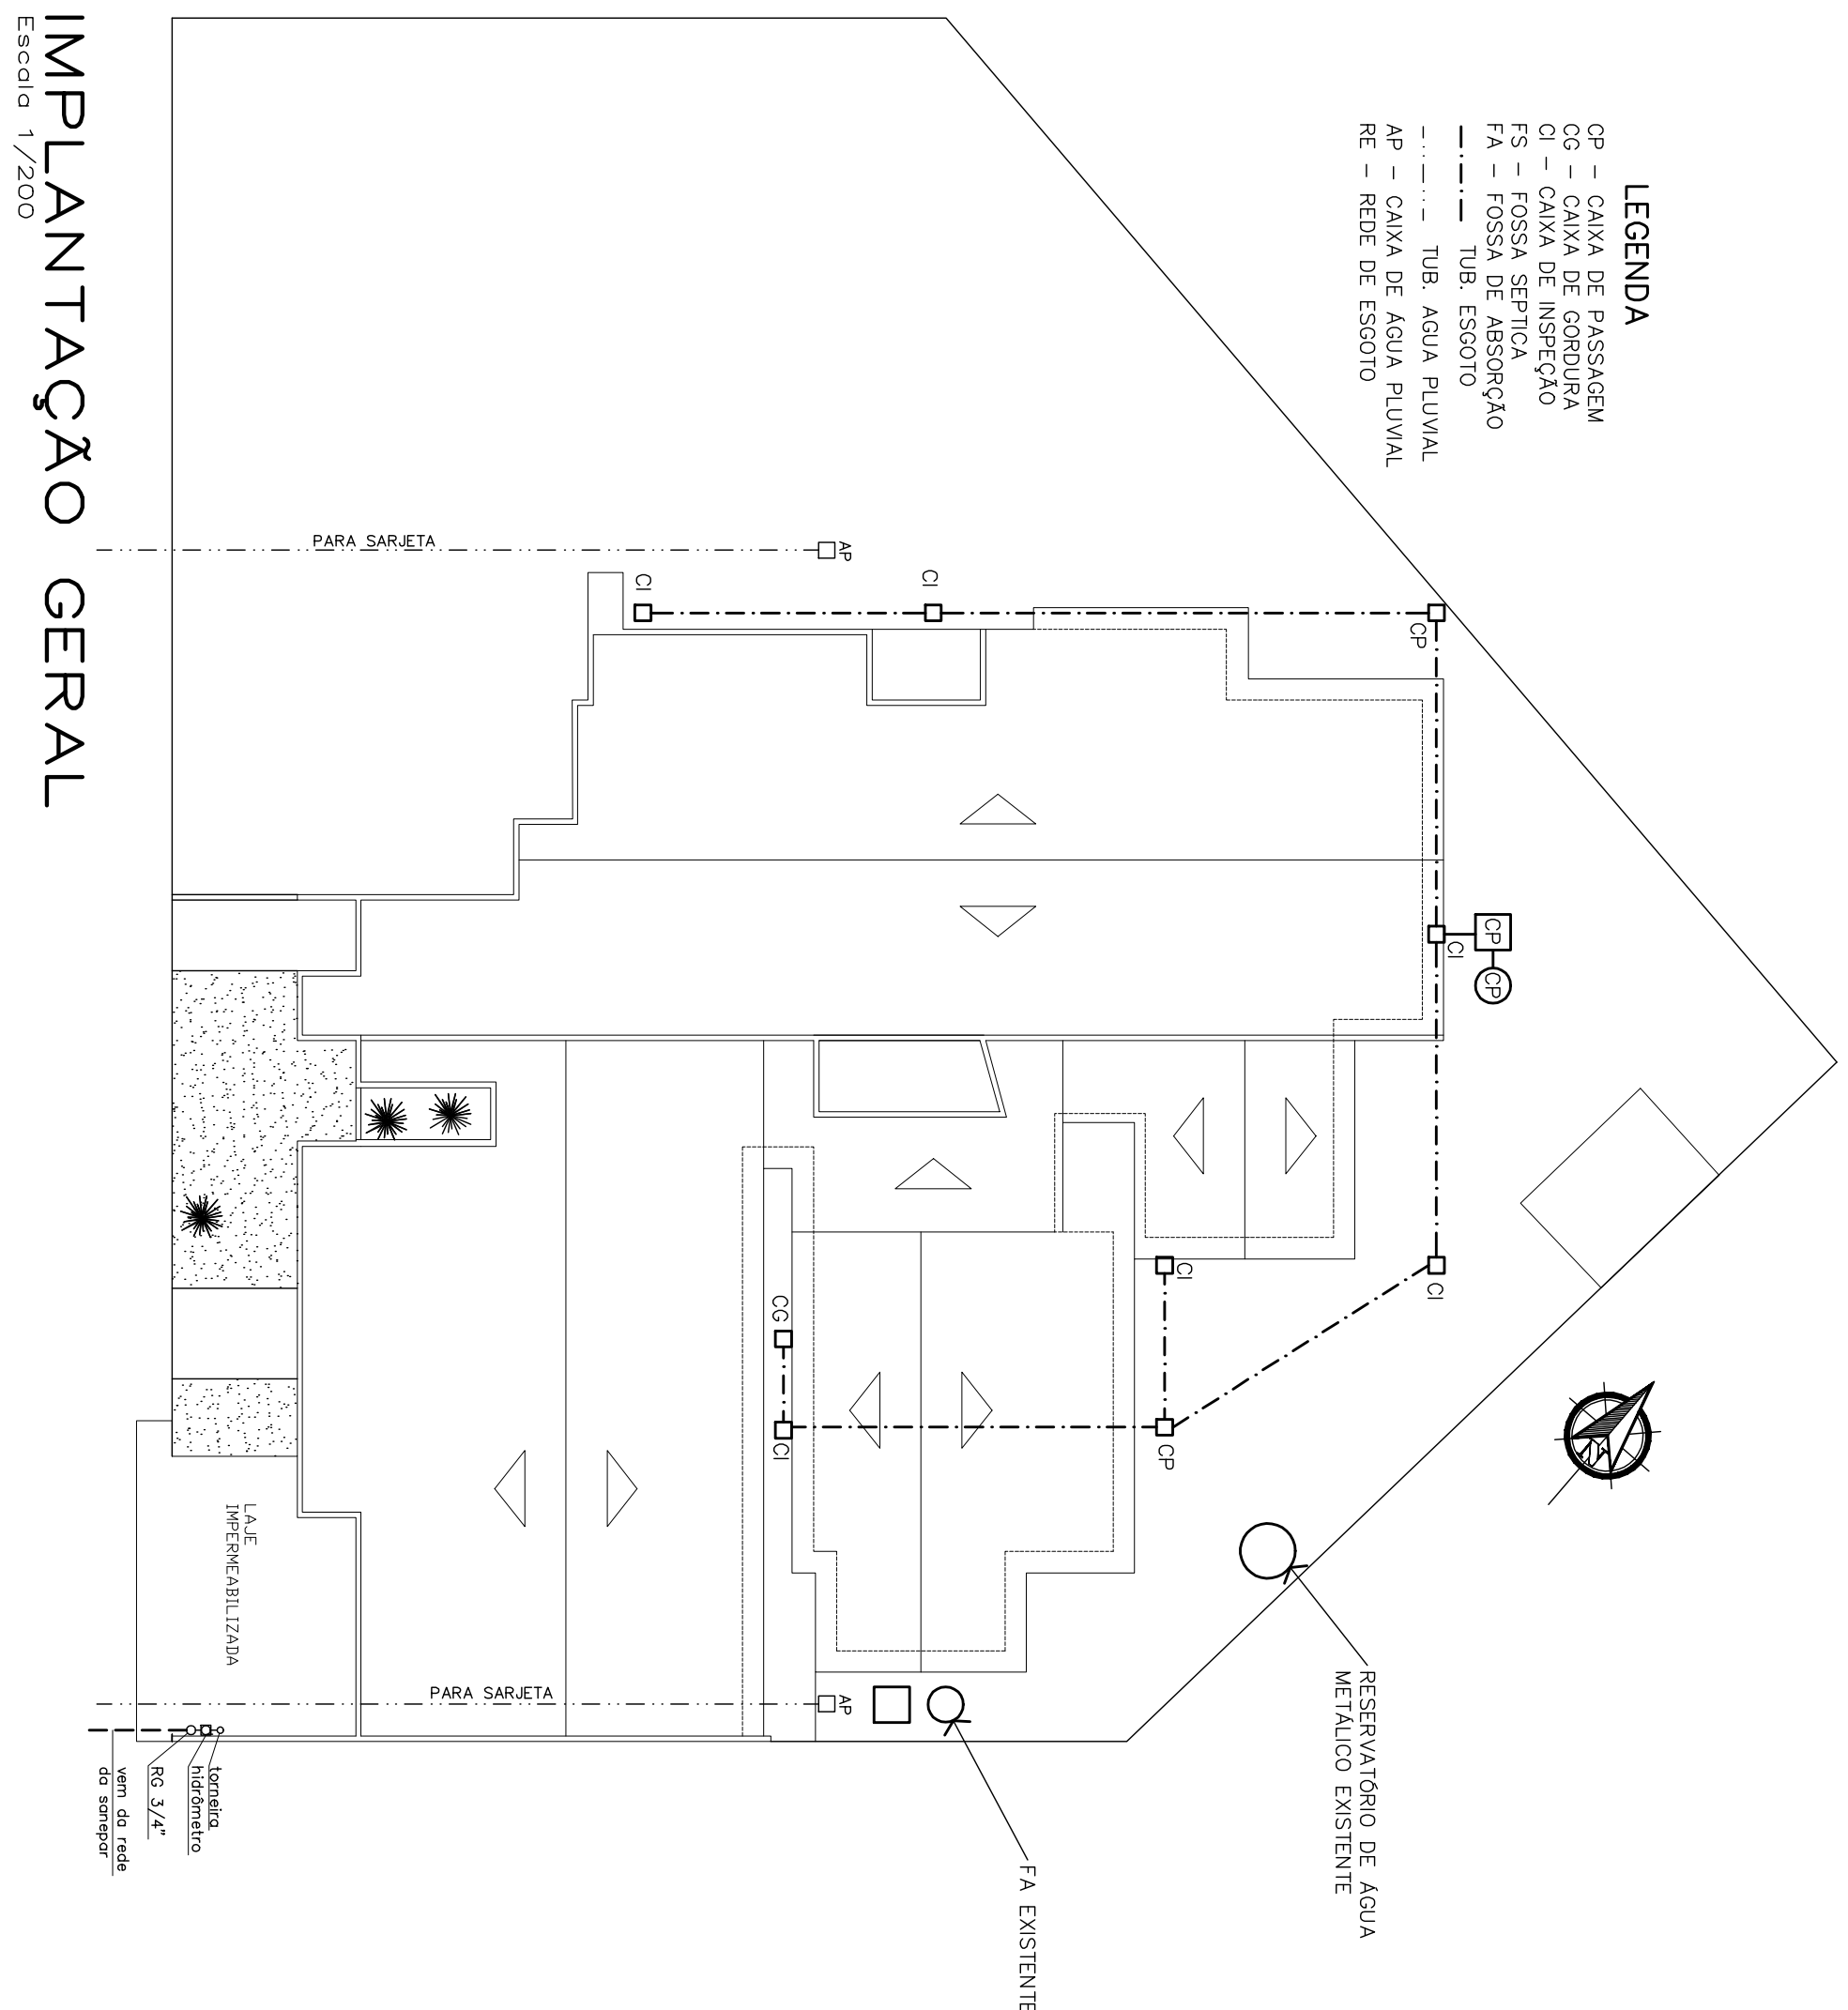 LEGENDA
CP - CAIXA DE PASSAGEM
CG - CAIXA DE GORDURA
CI - CAIXA DE INSPEÇÃO
FS - FOSSA SEPTICA
FA - FOSSA DE ABSORÇÃO
TUB. ESGOTO
TUB. AGUA PLUVIAL
AP - CAIXA DE ÁGUA PLUVIAL
RE - REDE DE ESGOTO
PARA SARJETA
AP
CI
CI
CP
CI
CP
CP
CI
CI
CP
CG
CI
LAJE
IMPERMEABILIZADA
PARA SARJETA
AP
RESERVATÓRIO DE ÁGUA
METÁLICO EXISTENTE
FA EXISTENTE
torneira
hidrômetro
RG 3/4"
vem da rede
da sanepar
IMPLANTAÇÃO GERAL
Escala 1/200